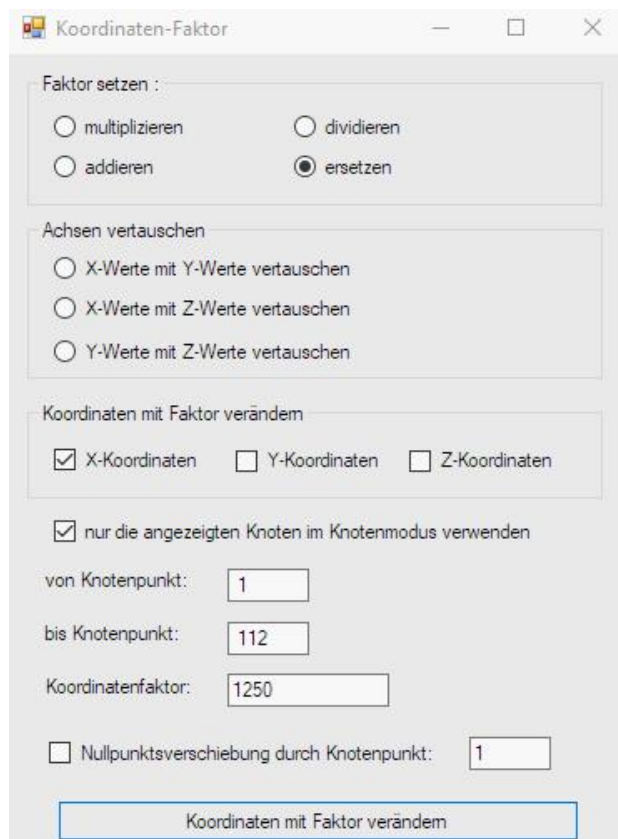 Koordinaten-Faktor
Faktor setzen :
multiplizieren dividieren
addieren ersetzen
Achsen vertauschen
X-Werte mit Y-Werte vertauschen
X-Werte mit Z-Werte vertauschen
Y-Werte mit Z-Werte vertauschen
Koordinaten mit Faktor verändern
X-Koordinaten Y-Koordinaten Z-Koordinaten
nur die angezeigten Knoten im Knotenmodus verwenden
von Knotenpunkt: 1
bis Knotenpunkt: 112
Koordinatenfaktor: 1250
Nullpunktsverschiebung durch Knotenpunkt: 1
Koordinaten mit Faktor verändern